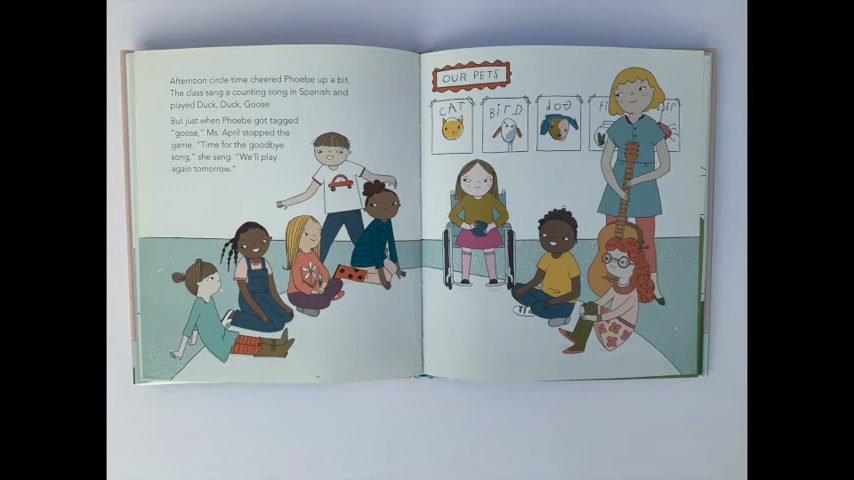 Afternoon circle time cheered Phoebe up a bit.
The class sang a counting song in Spanish and
played Duck, Duck, Goose
But just when Phoebe got tagged
"goose," Ms. April stopped the
game. "Time for the goodbye
song," she sang. "We'll play
again tomorrow."
OUR PETS
CAT
BIRD
DOG